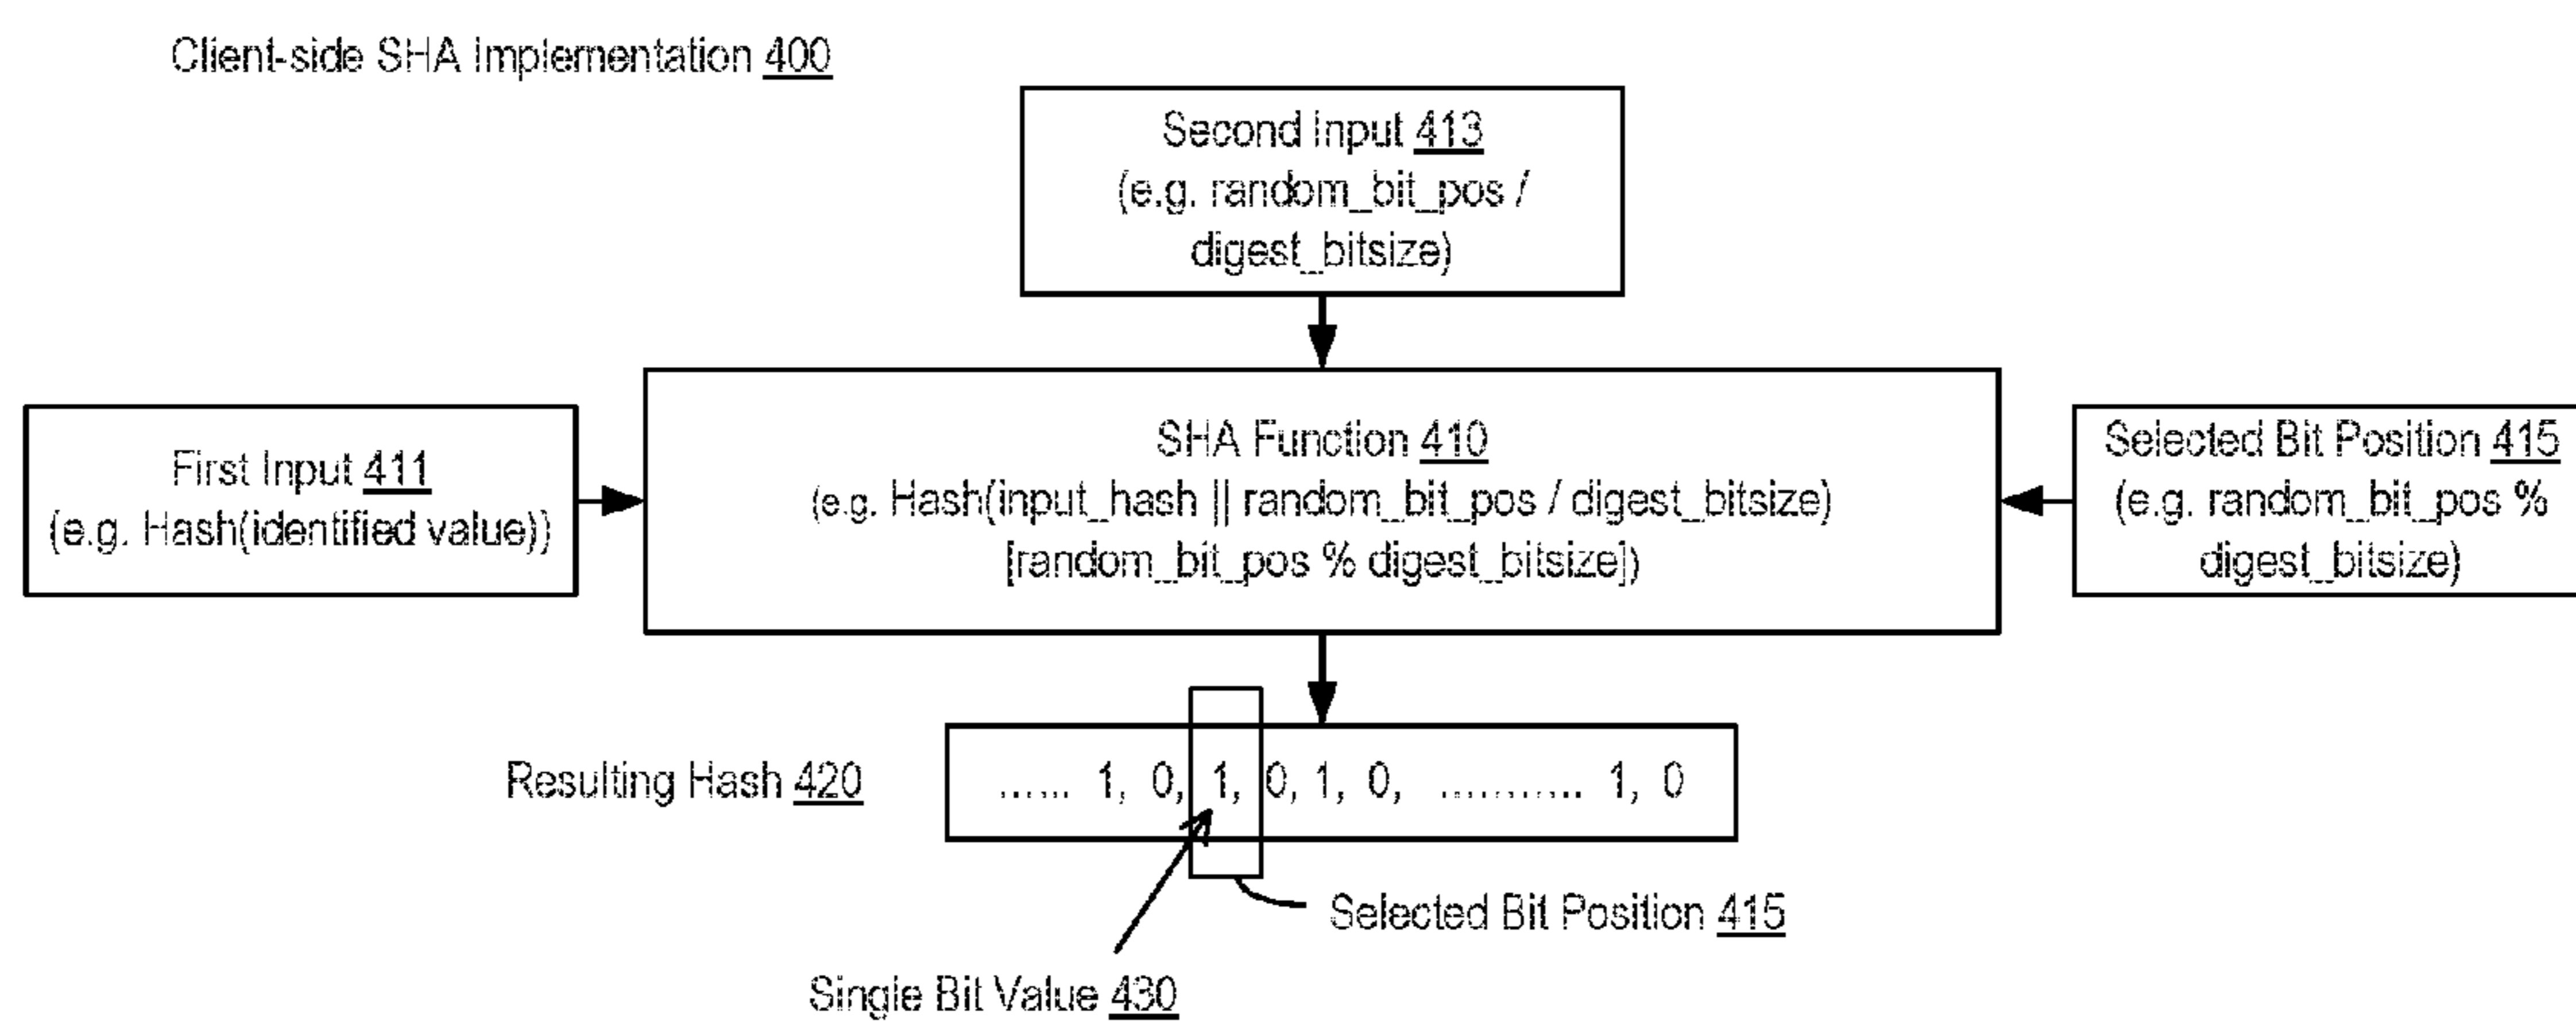 Client-side SHA Implementation 400
Second Input 413
(e.g. random_bit_pos /
digest_bitsize)
First Input 411
(e.g. Hash(identified value))
SHA Function 410
(e.g. Hash(input_hash || random_bit_pos / digest_bitsize)
[random_bit_pos % digest_bitsize])
Selected Bit Position 415
(e.g. random_bit_pos %
digest_bitsize)
Resulting Hash 420
...... 1, 0, 1, 0, 1, 0, ........... 1, 0
Selected Bit Position 415
Single Bit Value 430